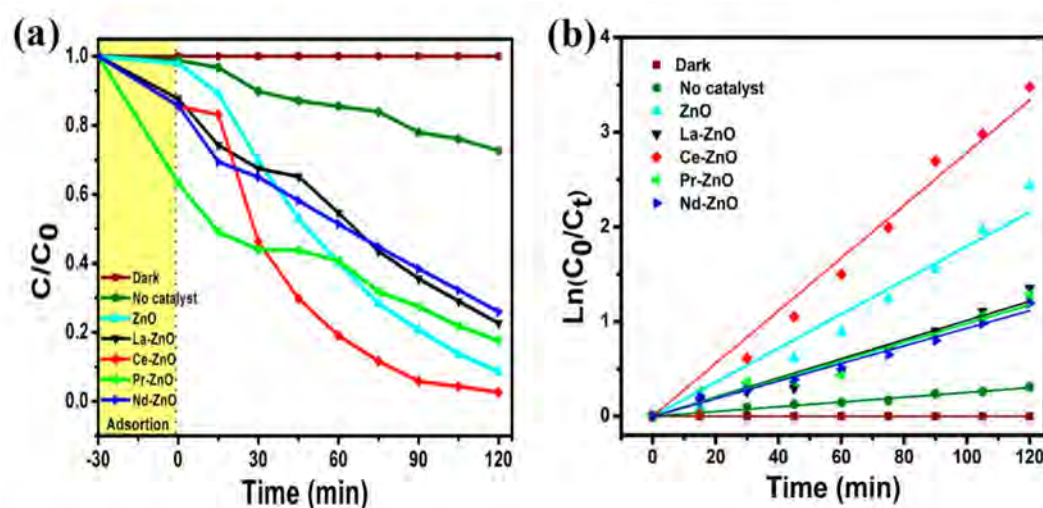 (a)
C/C0
1.0
0.8
0.6
0.4
0.2
0.0
Dark
No catalyst
ZnO
La-ZnO
Ce-ZnO
Pr-ZnO
Nd-ZnO
Adsortion
-30 0 30 60 90 120
Time (min)
(b)
Ln(C0/Ct)
4
3
2
1
0
Dark
No catalyst
ZnO
La-ZnO
Ce-ZnO
Pr-ZnO
Nd-ZnO
0 20 40 60 80 100 120
Time (min)